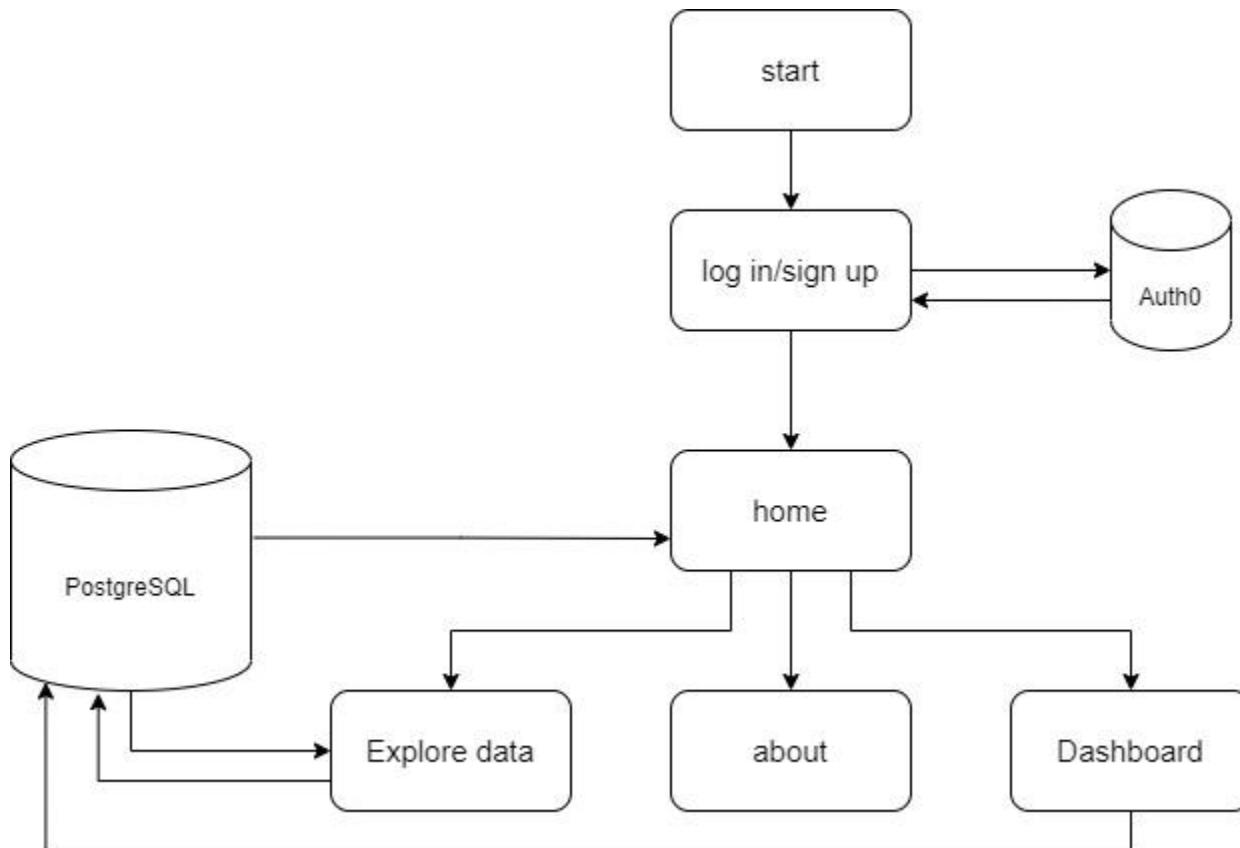 start
log in/sign up
Auth0
home
PostgreSQL
Explore data
about
Dashboard